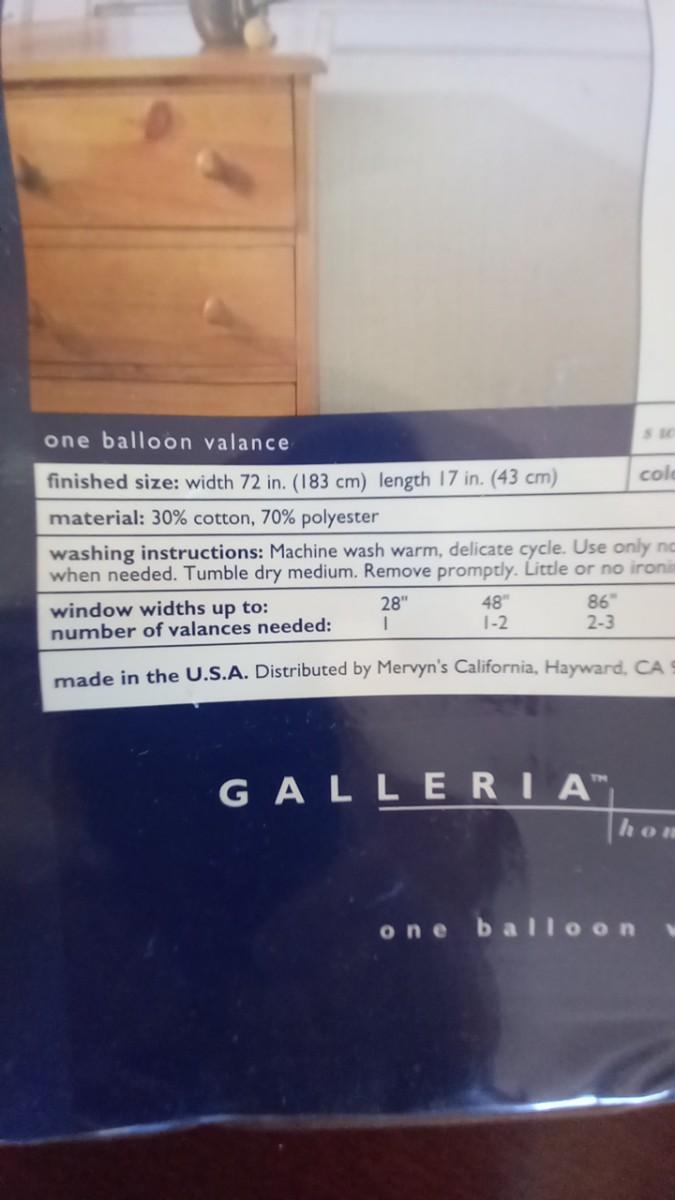 one balloon valance
finished size: width 72 in. (183 cm) length 17 in. (43 cm)
material: 30% cotton, 70% polyester
washing instructions: Machine wash warm, delicate cycle. Use only
when needed. Tumble dry medium. Remove promptly. Little or no
window widths up to: 28" 48" 86"
number of valances needed: 1 1-2 2-3
made in the U.S.A. Distributed by Mervyn's California, Hayward, CA
GALLERIA™
one balloon